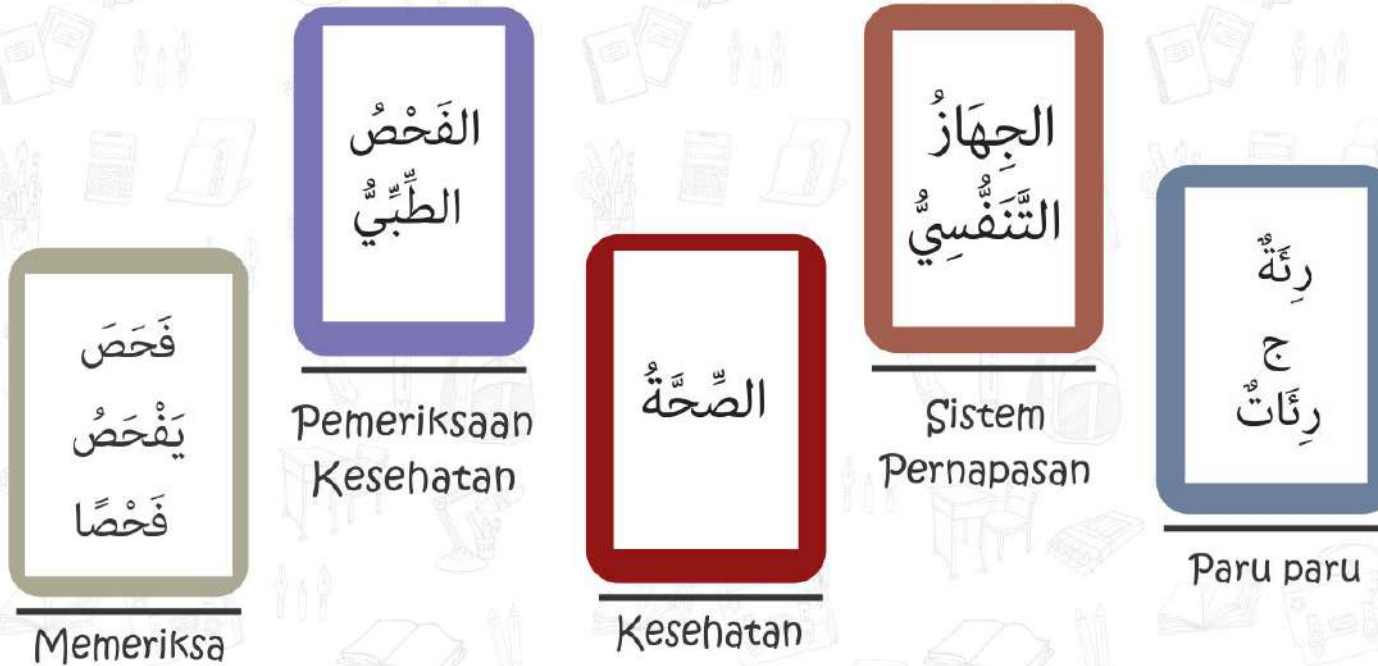 فَحَصَ
يَفْحَصُ
فَحْصًا
Memeriksa
الفَحْصُ
الطِّبِّيُّ
Pemeriksaan
Kesehatan
الصِّحَّةُ
Kesehatan
الجِهَازُ
التَّنَفُّسِيُّ
Sistem
Pernapasan
رِئَةٌ
ج
رِئَاتٌ
Paru paru